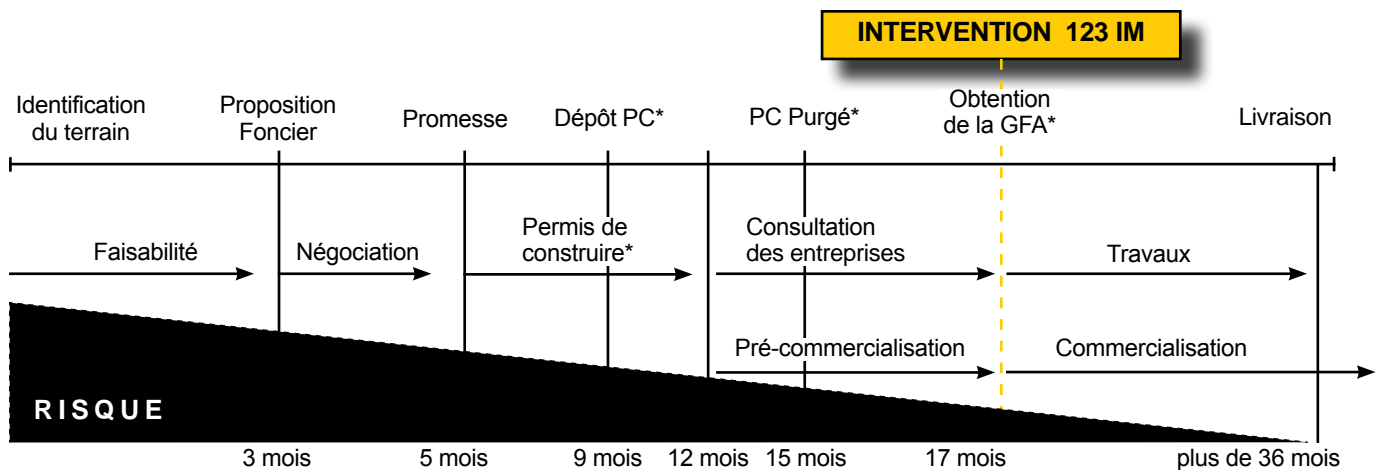 INTERVENTION 123 IM
Identification
du terrain
Proposition
Foncier
Promesse
Dépôt PC*
PC Purgé*
Obtention
de la GFA*
Livraison
Faisabilité
Négociation
Permis de
construire*
Consultation
des entreprises
Travaux
Pré-commercialisation
Commercialisation
RISQUE
3 mois
5 mois
9 mois
12 mois
15 mois
17 mois
plus de 36 mois